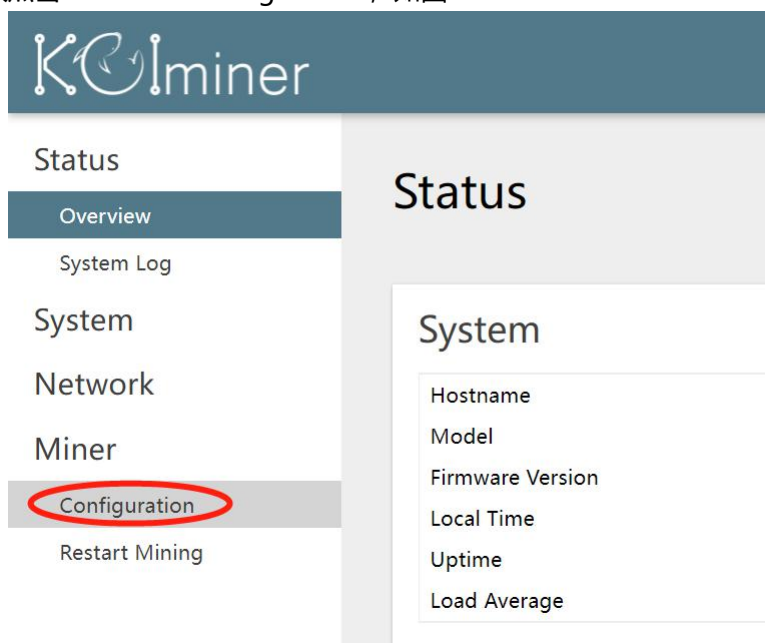 KOlminer
Status
Overview
System Log
System
Network
Miner
Configuration
Restart Mining
Status
System
Hostname
Model
Firmware Version
Local Time
Uptime
Load Average